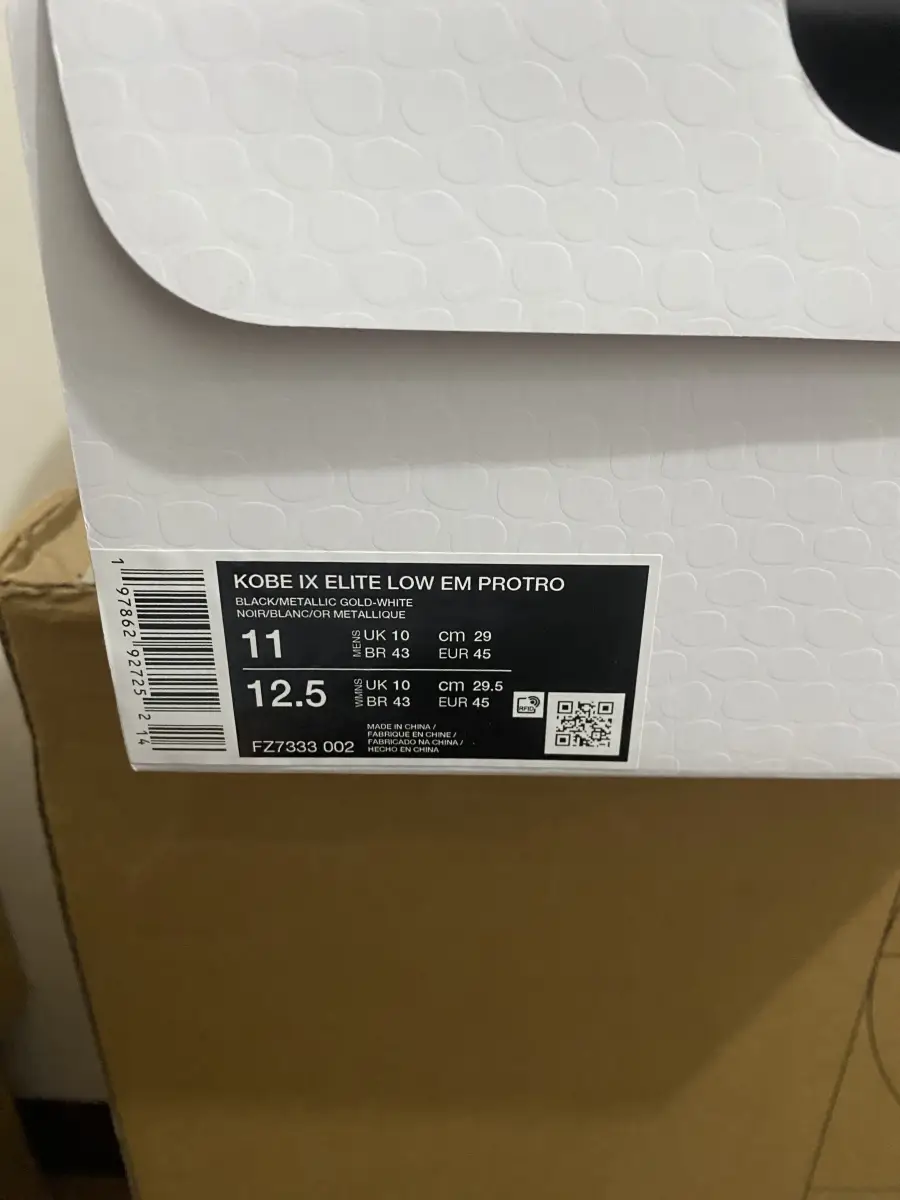 KOBE IX ELITE LOW EM PROTRO
BLACK/METALLIC GOLD-WHITE
NOIR/BLANC/OR METALLIQUE
11 MENS UK 10 cm 29
BR 43 EUR 45
12.5 WMNS UK 10 cm 29.5
BR 43 EUR 45
FZ7333 002
MADE IN CHINA /
FABRIQUE EN CHINE /
FABRICADO NA CHINA /
HECHO EN CHINA
RFID
1 97862 92725 2 14